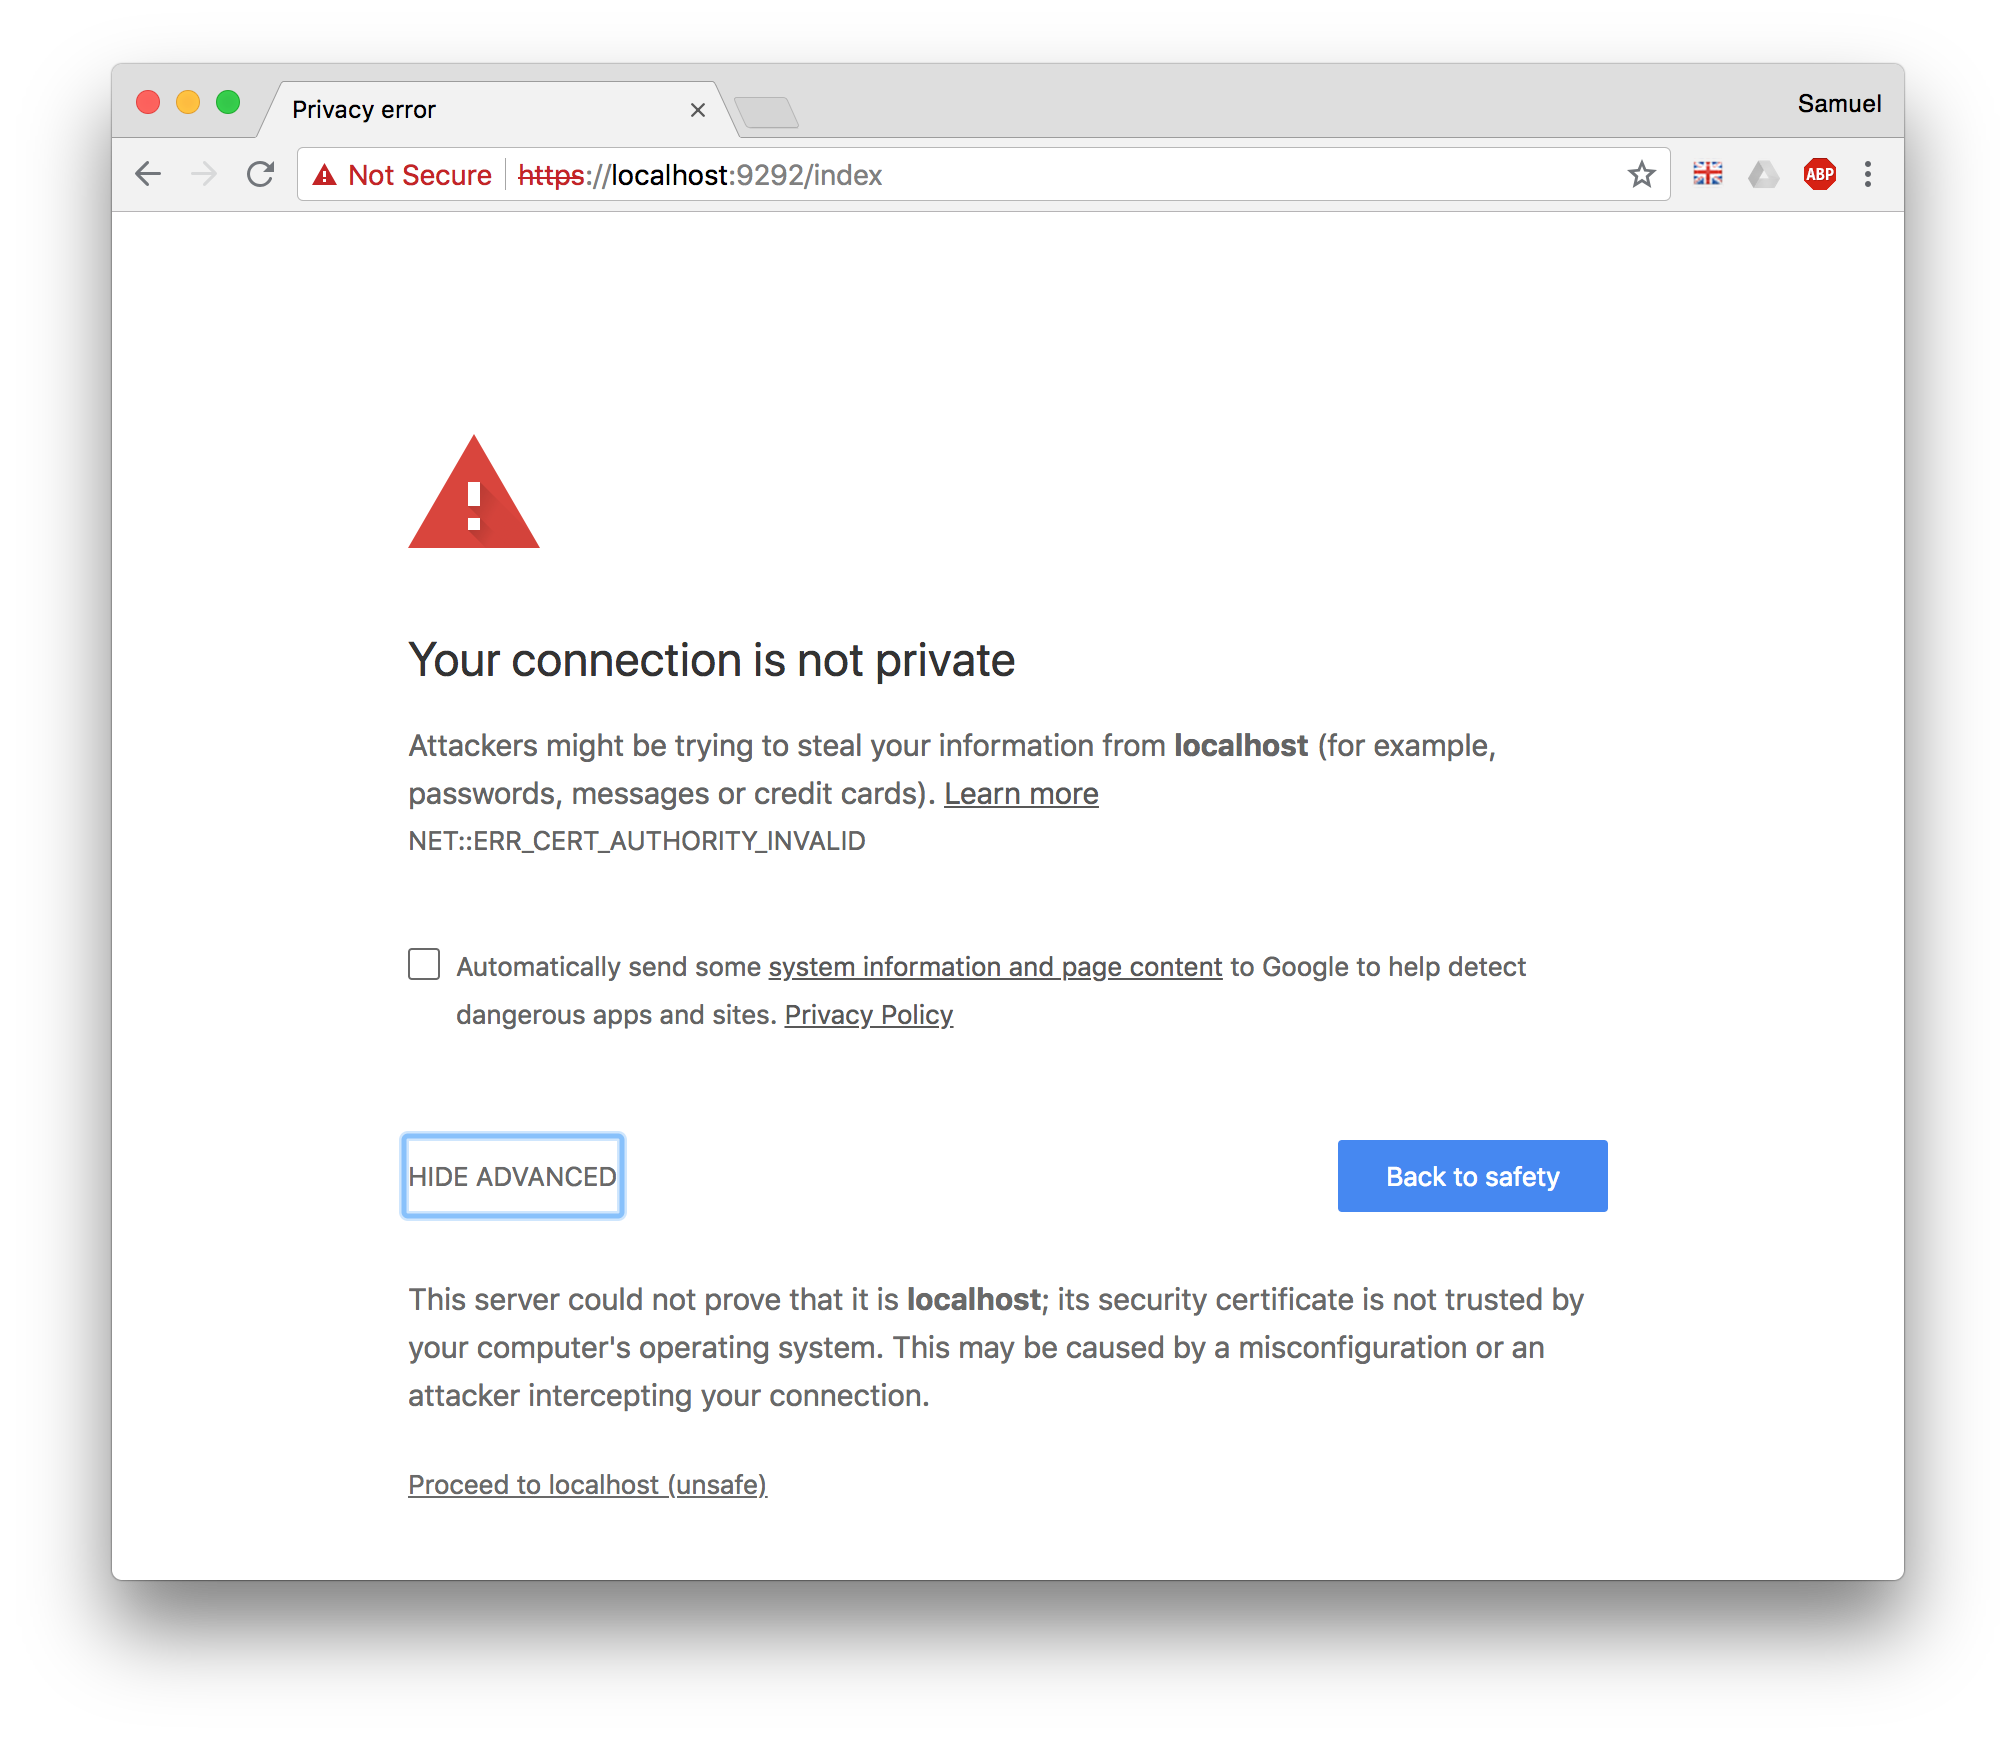 Privacy error
Samuel
Not Secure https://localhost:9292/index
ABP
Your connection is not private
Attackers might be trying to steal your information from localhost (for example,
passwords, messages or credit cards). Learn more
NET::ERR_CERT_AUTHORITY_INVALID
Automatically send some system information and page content to Google to help detect
dangerous apps and sites. Privacy Policy
HIDE ADVANCED
Back to safety
This server could not prove that it is localhost; its security certificate is not trusted by
your computer's operating system. This may be caused by a misconfiguration or an
attacker intercepting your connection.
Proceed to localhost (unsafe)